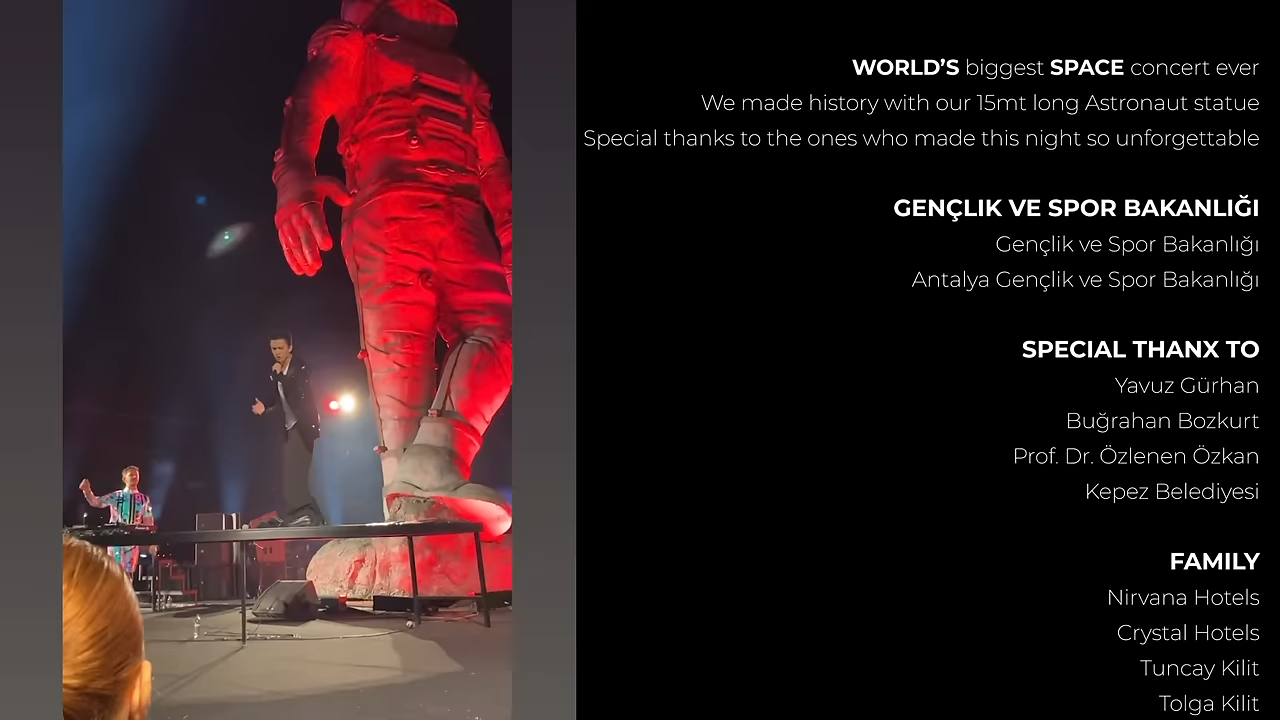 WORLD'S biggest SPACE concert ever
We made history with our 15mt long Astronaut statue
Special thanks to the ones who made this night so unforgettable
GENÇLIK VE SPOR BAKANLIĞI
Gençlik ve Spor Bakanlığı
Antalya Gençlik ve Spor Bakanlığı
SPECIAL THANX TO
Yavuz Gürhan
Buğrahan Bozkurt
Prof. Dr. Özlenen Özkan
Kepez Belediyesi
FAMILY
Nirvana Hotels
Crystal Hotels
Tuncay Kilit
Tolga Kilit